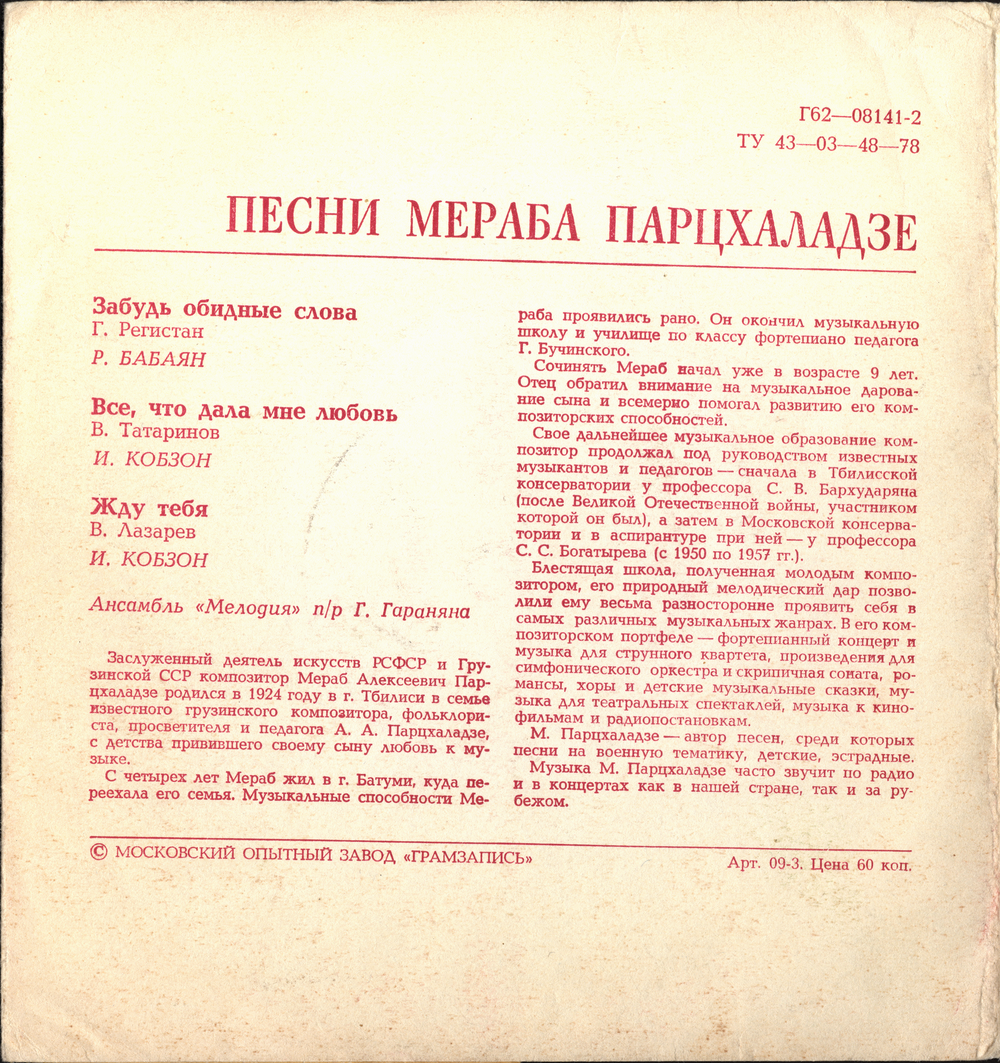 Г62—08141-2
ТУ 43—03—48—78
ПЕСНИ МЕРАБА ПАРЦХАЛАДЗЕ
Забудь обидные слова
Г. Регистан
Р. БАБАЯН
Все, что дала мне любовь
В. Татаринов
И. КОБЗОН
Жду тебя
В. Лазарев
И. КОБЗОН
Ансамбль «Мелодия» п/р Г. Гараняна
Заслуженный деятель искусств РСФСР и Гру-
зинской ССР композитор Мераб Алексеевич Пар-
цхаладзе родился в 1924 году в г. Тбилиси в семье
известного грузинского композитора, фольклори-
ста, просветителя и педагога А. А. Парцхаладзе,
с детства привившего своему сыну любовь к му-
зыке.
С четырех лет Мераб жил в г. Батуми, куда пе-
реехала его семья. Музыкальные способности Ме-
раба проявились рано. Он окончил музыкальную
школу и училище по классу фортепиано педагога
Г. Бучинского.
Сочинять Мераб начал уже в возрасте 9 лет.
Отец обратил внимание на музыкальное дарова-
ние сына и всемерно помогал развитию его ком-
позиторских способностей.
Свое дальнейшее музыкальное образование ком-
позитор продолжал под руководством известных
музыкантов и педагогов — сначала в Тбилисской
консерватории у профессора С. В. Бархударяна
(после Великой Отечественной войны, участником
которой он был), а затем в Московской консерва-
тории и в аспирантуре при ней — у профессора
С. С. Богатырева (с 1950 по 1957 гг.).
Блестящая школа, полученная молодым компо-
зитором, его природный мелодический дар позво-
лили ему весьма разносторонне проявить себя в
самых различных музыкальных жанрах. В его ком-
позиторском портфеле — фортепианный концерт и
музыка для струнного квартета, произведения для
симфонического оркестра и скрипичная соната, ро-
мансы, хоры и детские музыкальные сказки, му-
зыка для театральных спектаклей, музыка к кино-
фильмам и радиопостановкам.
М. Парцхаладзе — автор песен, среди которых
песни на военную тематику, детские, эстрадные.
Музыка М. Парцхаладзе часто звучит по радио
и в концертах как в нашей стране, так и за ру-
бежом.
© МОСКОВСКИЙ ОПЫТНЫЙ ЗАВОД «ГРАМЗАПИСЬ»
Арт. 09-3. Цена 60 коп.